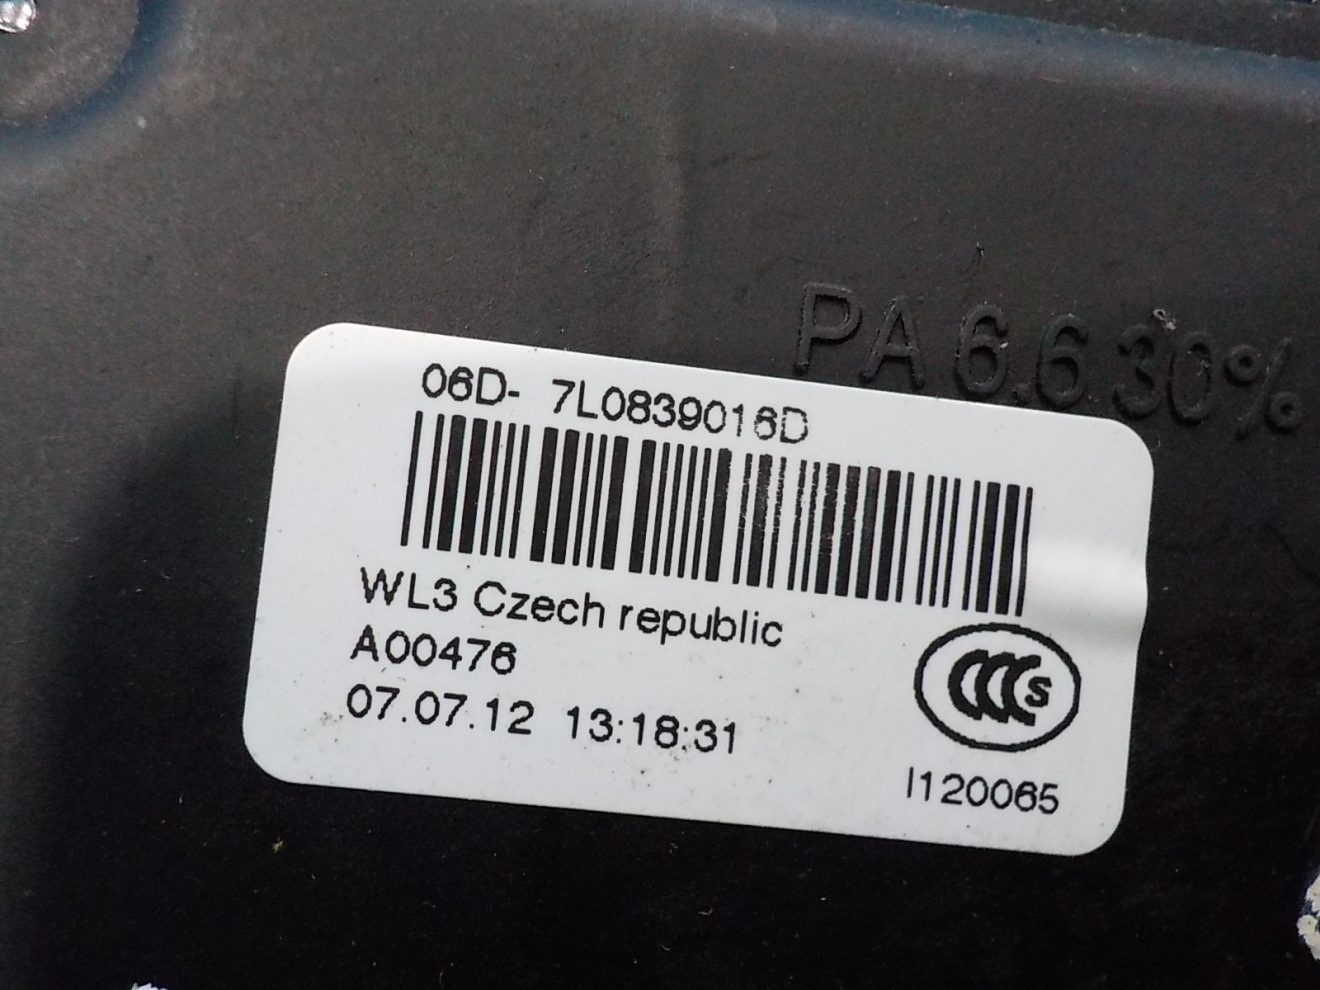 PA 6.6 30%
06D- 7L0839016D
WL3 Czech republic
A00476
07.07.12 13:18:31
CCC S
I120065